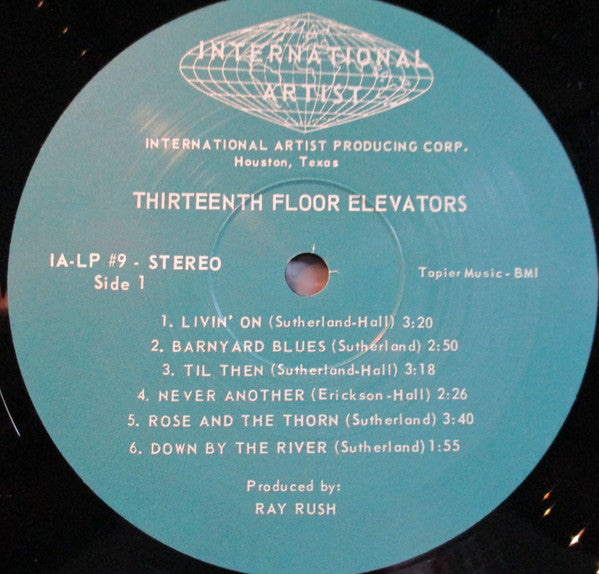 INTERNATIONAL
ARTIST
INTERNATIONAL ARTIST PRODUCING CORP.
Houston, Texas
THIRTEENTH FLOOR ELEVATORS
IA-LP #9 - STEREO
Side 1
Tapier Music - BMI
1. LIVIN' ON (Sutherland-Hall) 3:20
2. BARNYARD BLUES (Sutherland) 2:50
3. TIL THEN (Sutherland-Hall) 3:18
4. NEVER ANOTHER (Erickson-Hall) 2:26
5. ROSE AND THE THORN (Sutherland) 3:40
6. DOWN BY THE RIVER (Sutherland) 1:55
Produced by:
RAY RUSH